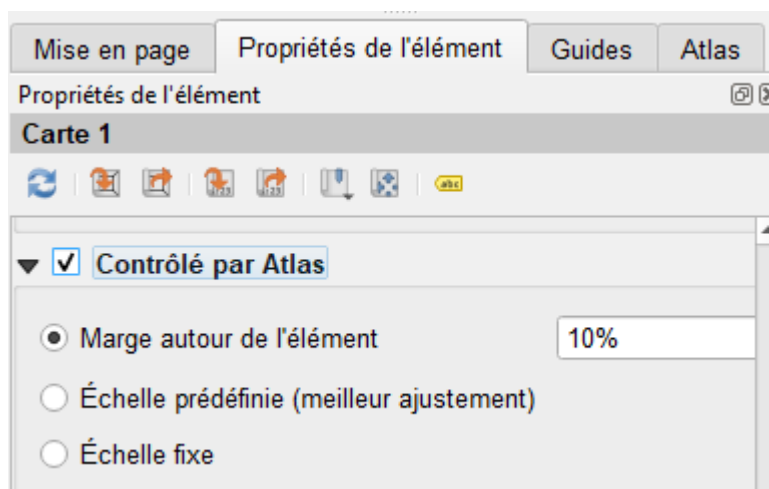 Mise en page Propriétés de l'élément Guides Atlas
Propriétés de l'élément
Carte 1
abc
Contrôlé par Atlas
Marge autour de l'élément 10%
Échelle prédéfinie (meilleur ajustement)
Échelle fixe